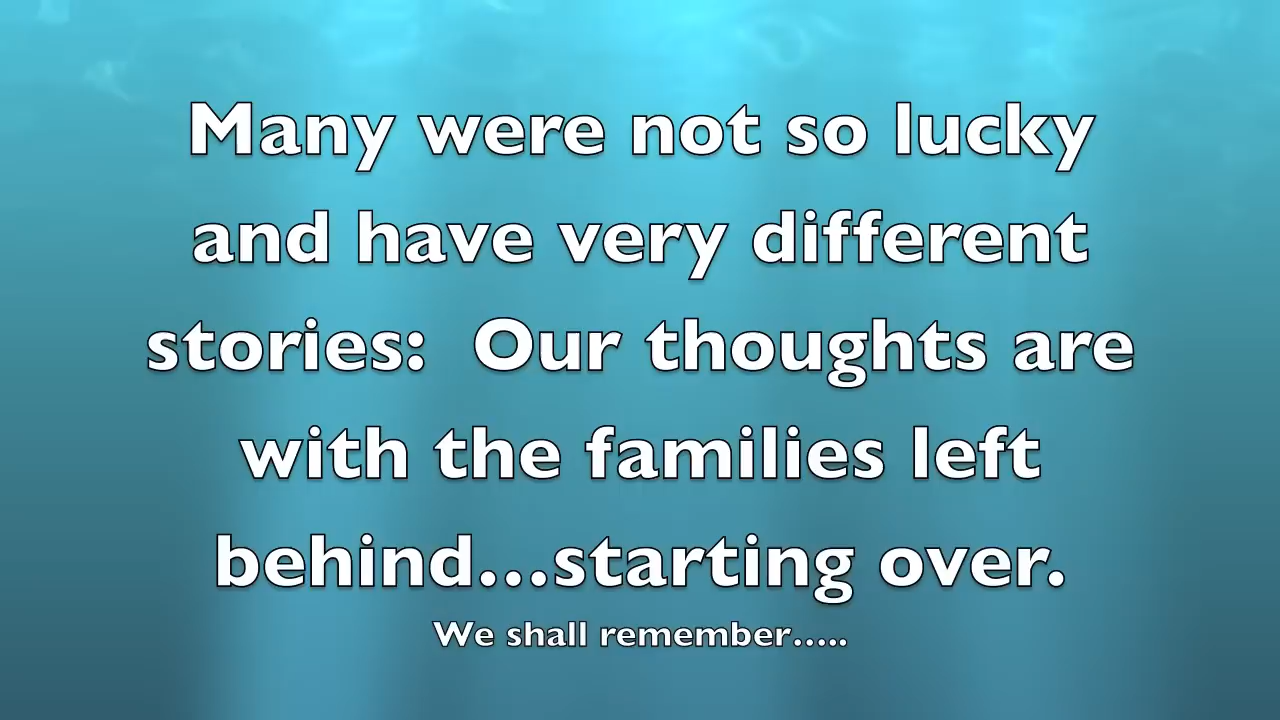 Many were not so lucky
and have very different
stories:  Our thoughts are
with the families left
behind...starting over.
We shall remember.....